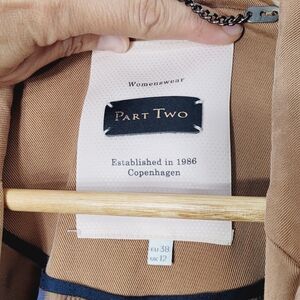 Womenswear
PART TWO
Established in 1986
Copenhagen
EU 38
UK 12